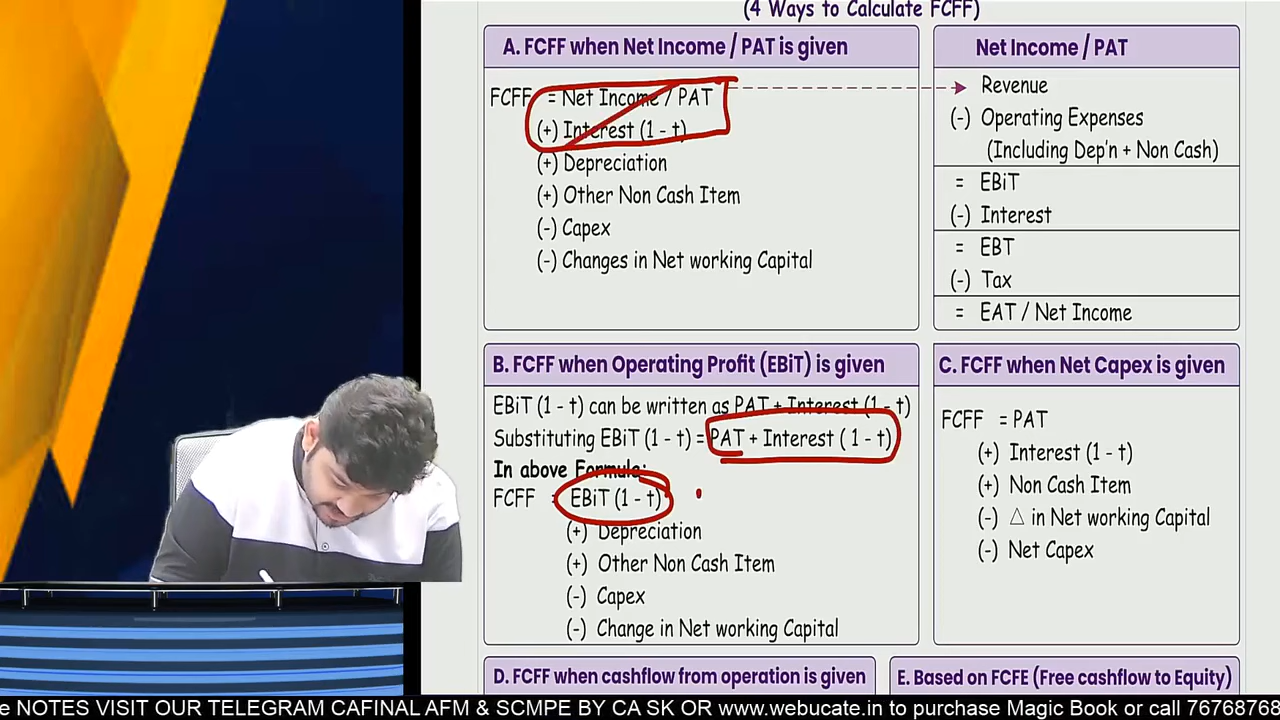 (4 Ways to Calculate FCFF)
A. FCFF when Net Income / PAT is given
FCFF = Net Income / PAT
(+) Interest (1 - t)
(+) Depreciation
(+) Other Non Cash Item
(-) Capex
(-) Changes in Net working Capital
Net Income / PAT
Revenue
(-) Operating Expenses
(Including Dep'n + Non Cash)
= EBiT
(-) Interest
= EBT
(-) Tax
= EAT / Net Income
B. FCFF when Operating Profit (EBiT) is given
EBiT (1 - t) can be written as PAT + Interest (1 - t)
Substituting EBiT (1 - t) = PAT + Interest ( 1 - t)
In above Formula:
FCFF = EBiT (1 - t)
(+) Depreciation
(+) Other Non Cash Item
(-) Capex
(-) Change in Net working Capital
C. FCFF when Net Capex is given
FCFF = PAT
(+) Interest (1 - t)
(+) Non Cash Item
(-) △ in Net working Capital
(-) Net Capex
D. FCFF when cashflow from operation is given
E. Based on FCFE (Free cashflow to Equity)
e NOTES VISIT OUR TELEGRAM CAFINAL AFM & SCMPE BY CA SK OR www.webucate.in to purchase Magic Book or call 76768768